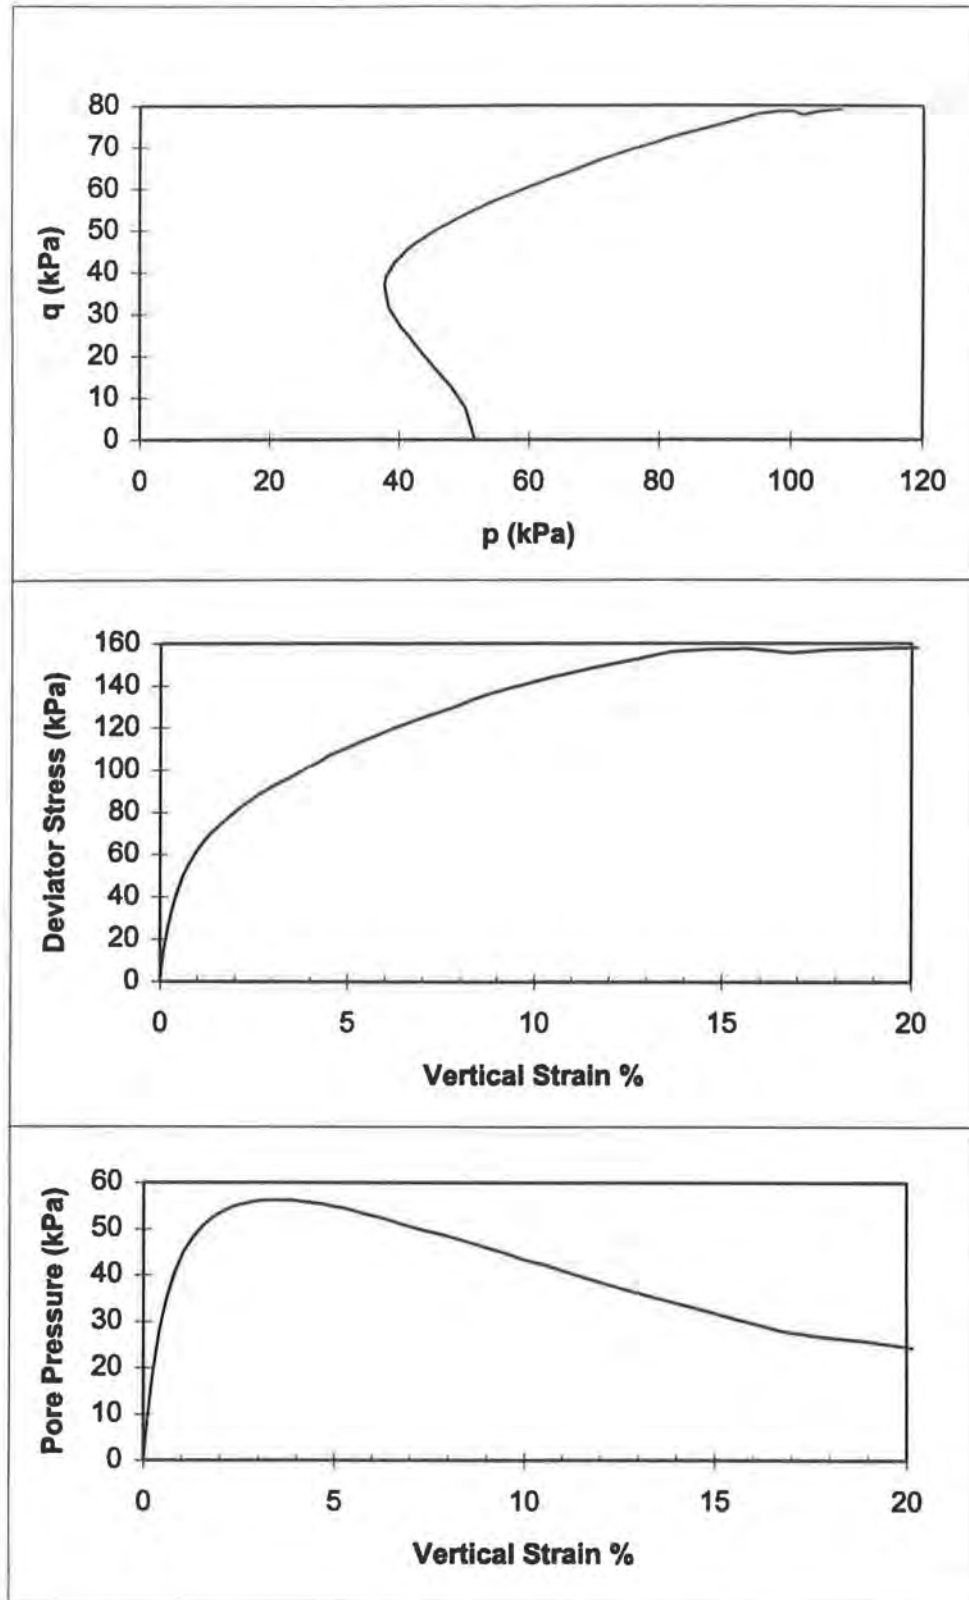 80
70
60
50
40
30
20
10
0
q (kPa)
0 20 40 60 80 100 120
p (kPa)
160
140
120
100
80
60
40
20
0
Deviator Stress (kPa)
0 5 10 15 20
Vertical Strain %
60
50
40
30
20
10
0
Pore Pressure (kPa)
0 5 10 15 20
Vertical Strain %